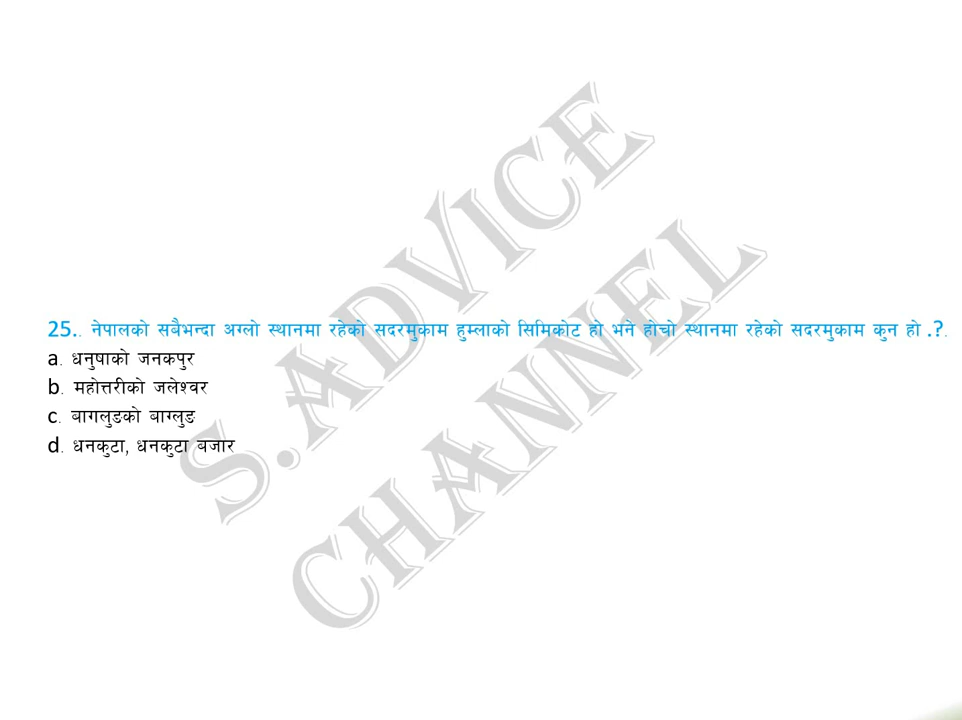 S.ADVICE
CHANNEL
25.. नेपालको सबैभन्दा अग्लो स्थानमा रहेको सदरमुकाम हुम्लाको सिमिकोट हो भने होचो स्थानमा रहेको सदरमुकाम कुन हो .?.
a. धनुषाको जनकपुर
b. महोत्तरीको जलेश्वर
c. बागलुङको बाग्लुङ
d. धनकुटा, धनकुटा बजार